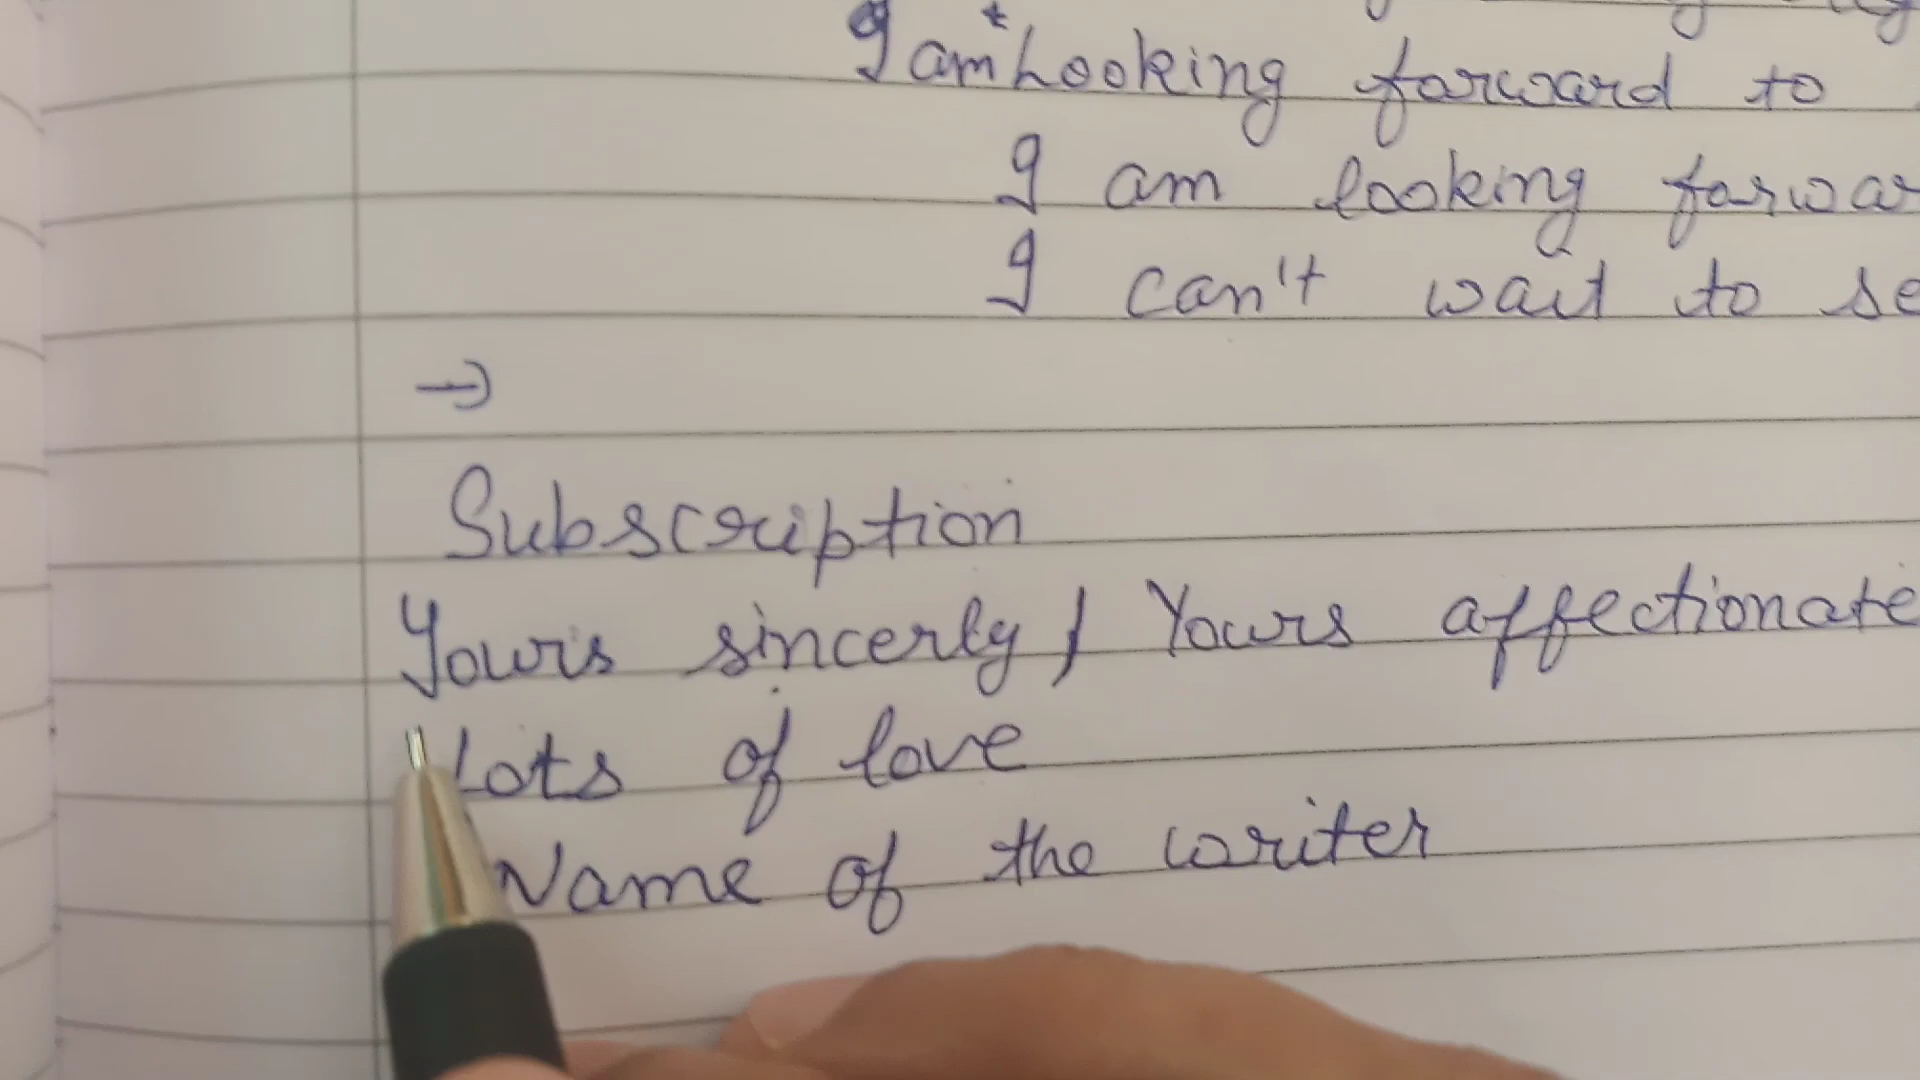 I am * Looking forward to
I am looking forwar
I can't wait to se
→
Subscription
Yours sincerly / Yours affectionate
Lots of love
Name of the writer